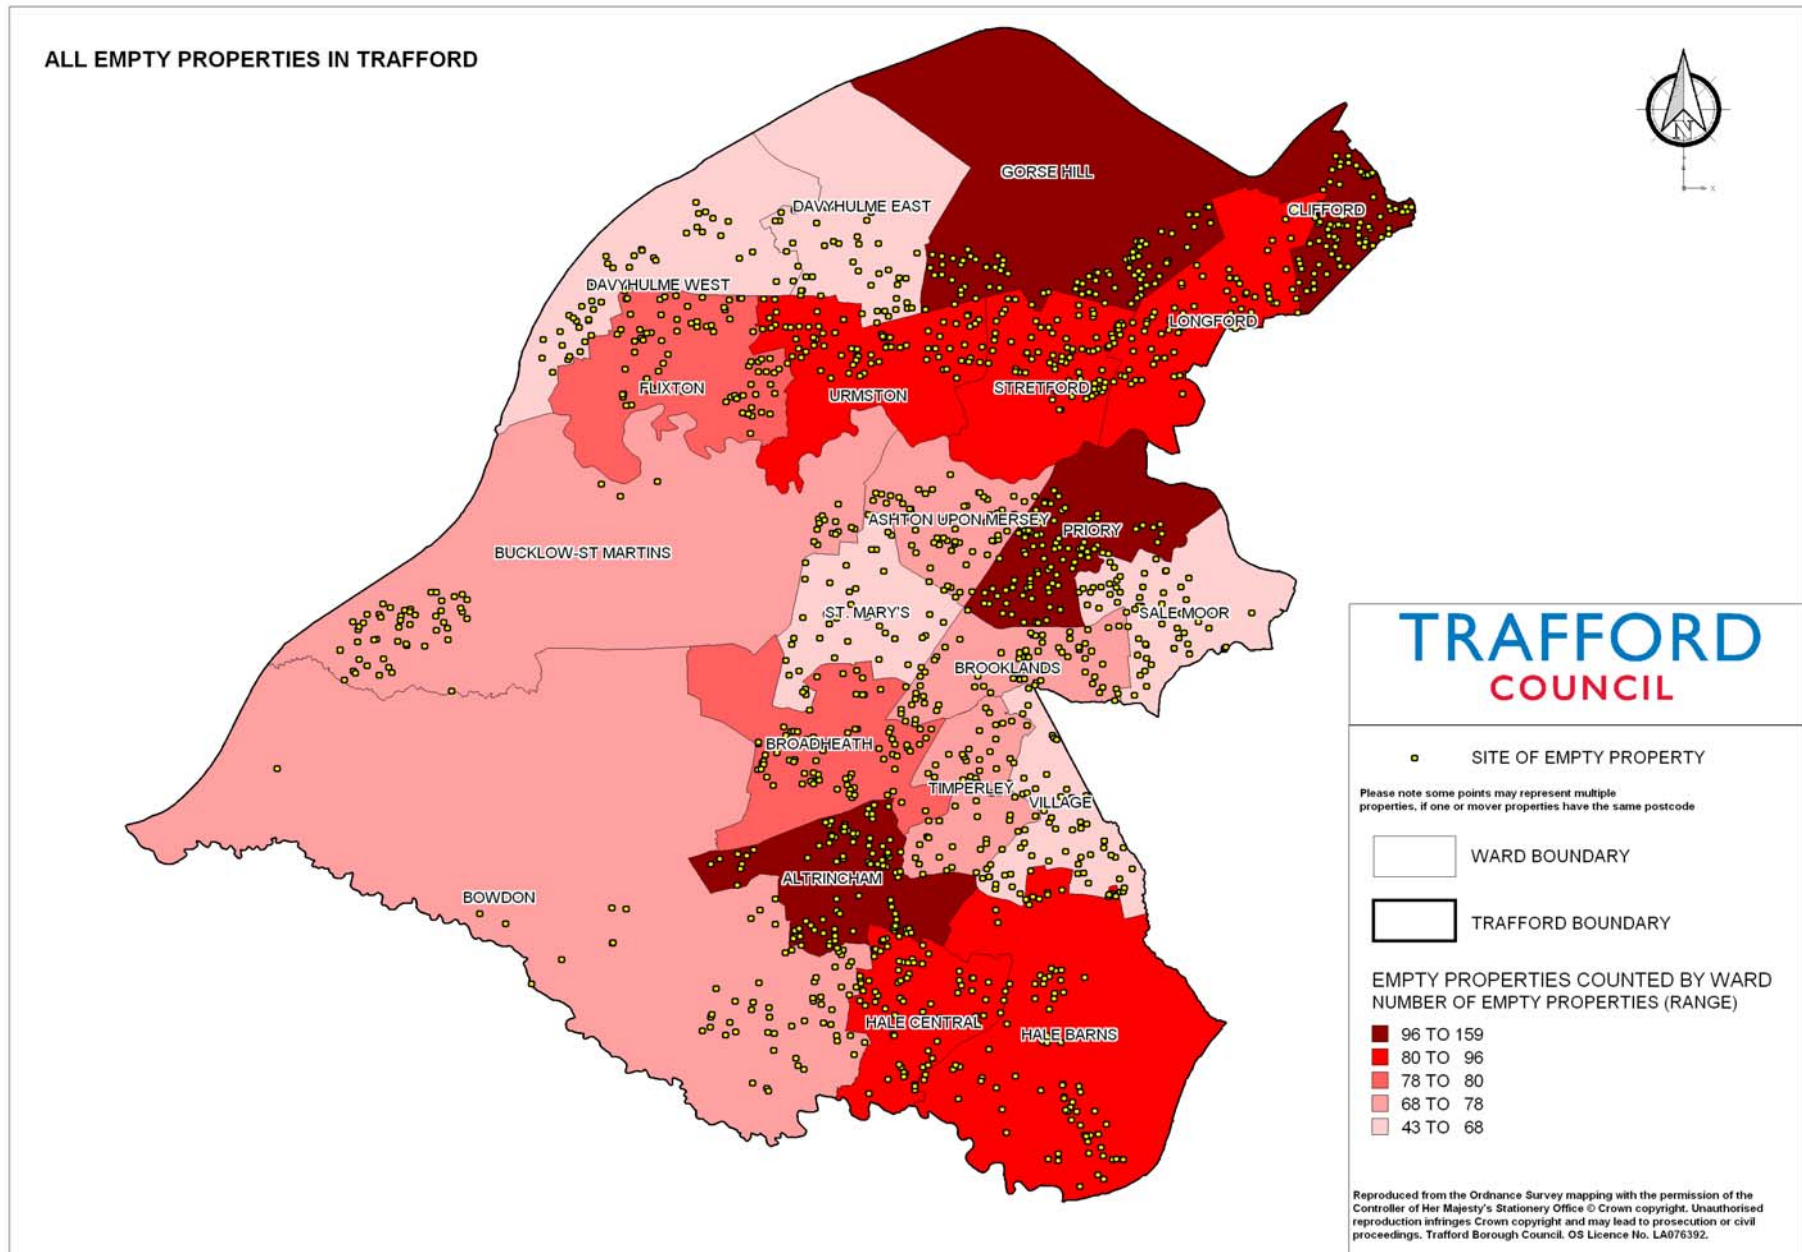 ALL EMPTY PROPERTIES IN TRAFFORD
N
X
GORSE HILL
DAVYHULME EAST
CLIFFORD
DAVYHULME WEST
LONGFORD
FLIXTON
URMSTON
STRETFORD
ASHTON UPON MERSEY
PRIORY
BUCKLOW-ST MARTINS
ST. MARY'S
SALE MOOR
BROOKLANDS
BROADHEATH
TIMPERLEY
VILLAGE
ALTRINCHAM
BOWDON
HALE CENTRAL
HALE BARNS
TRAFFORD
COUNCIL
SITE OF EMPTY PROPERTY
Please note some points may represent multiple
properties, if one or mover properties have the same postcode
WARD BOUNDARY
TRAFFORD BOUNDARY
EMPTY PROPERTIES COUNTED BY WARD
NUMBER OF EMPTY PROPERTIES (RANGE)
96 TO 159
80 TO 96
78 TO 80
68 TO 78
43 TO 68
Reproduced from the Ordnance Survey mapping with the permission of the
Controller of Her Majesty's Stationery Office © Crown copyright. Unauthorised
reproduction infringes Crown copyright and may lead to prosecution or civil
proceedings. Trafford Borough Council. OS Licence No. LA076392.